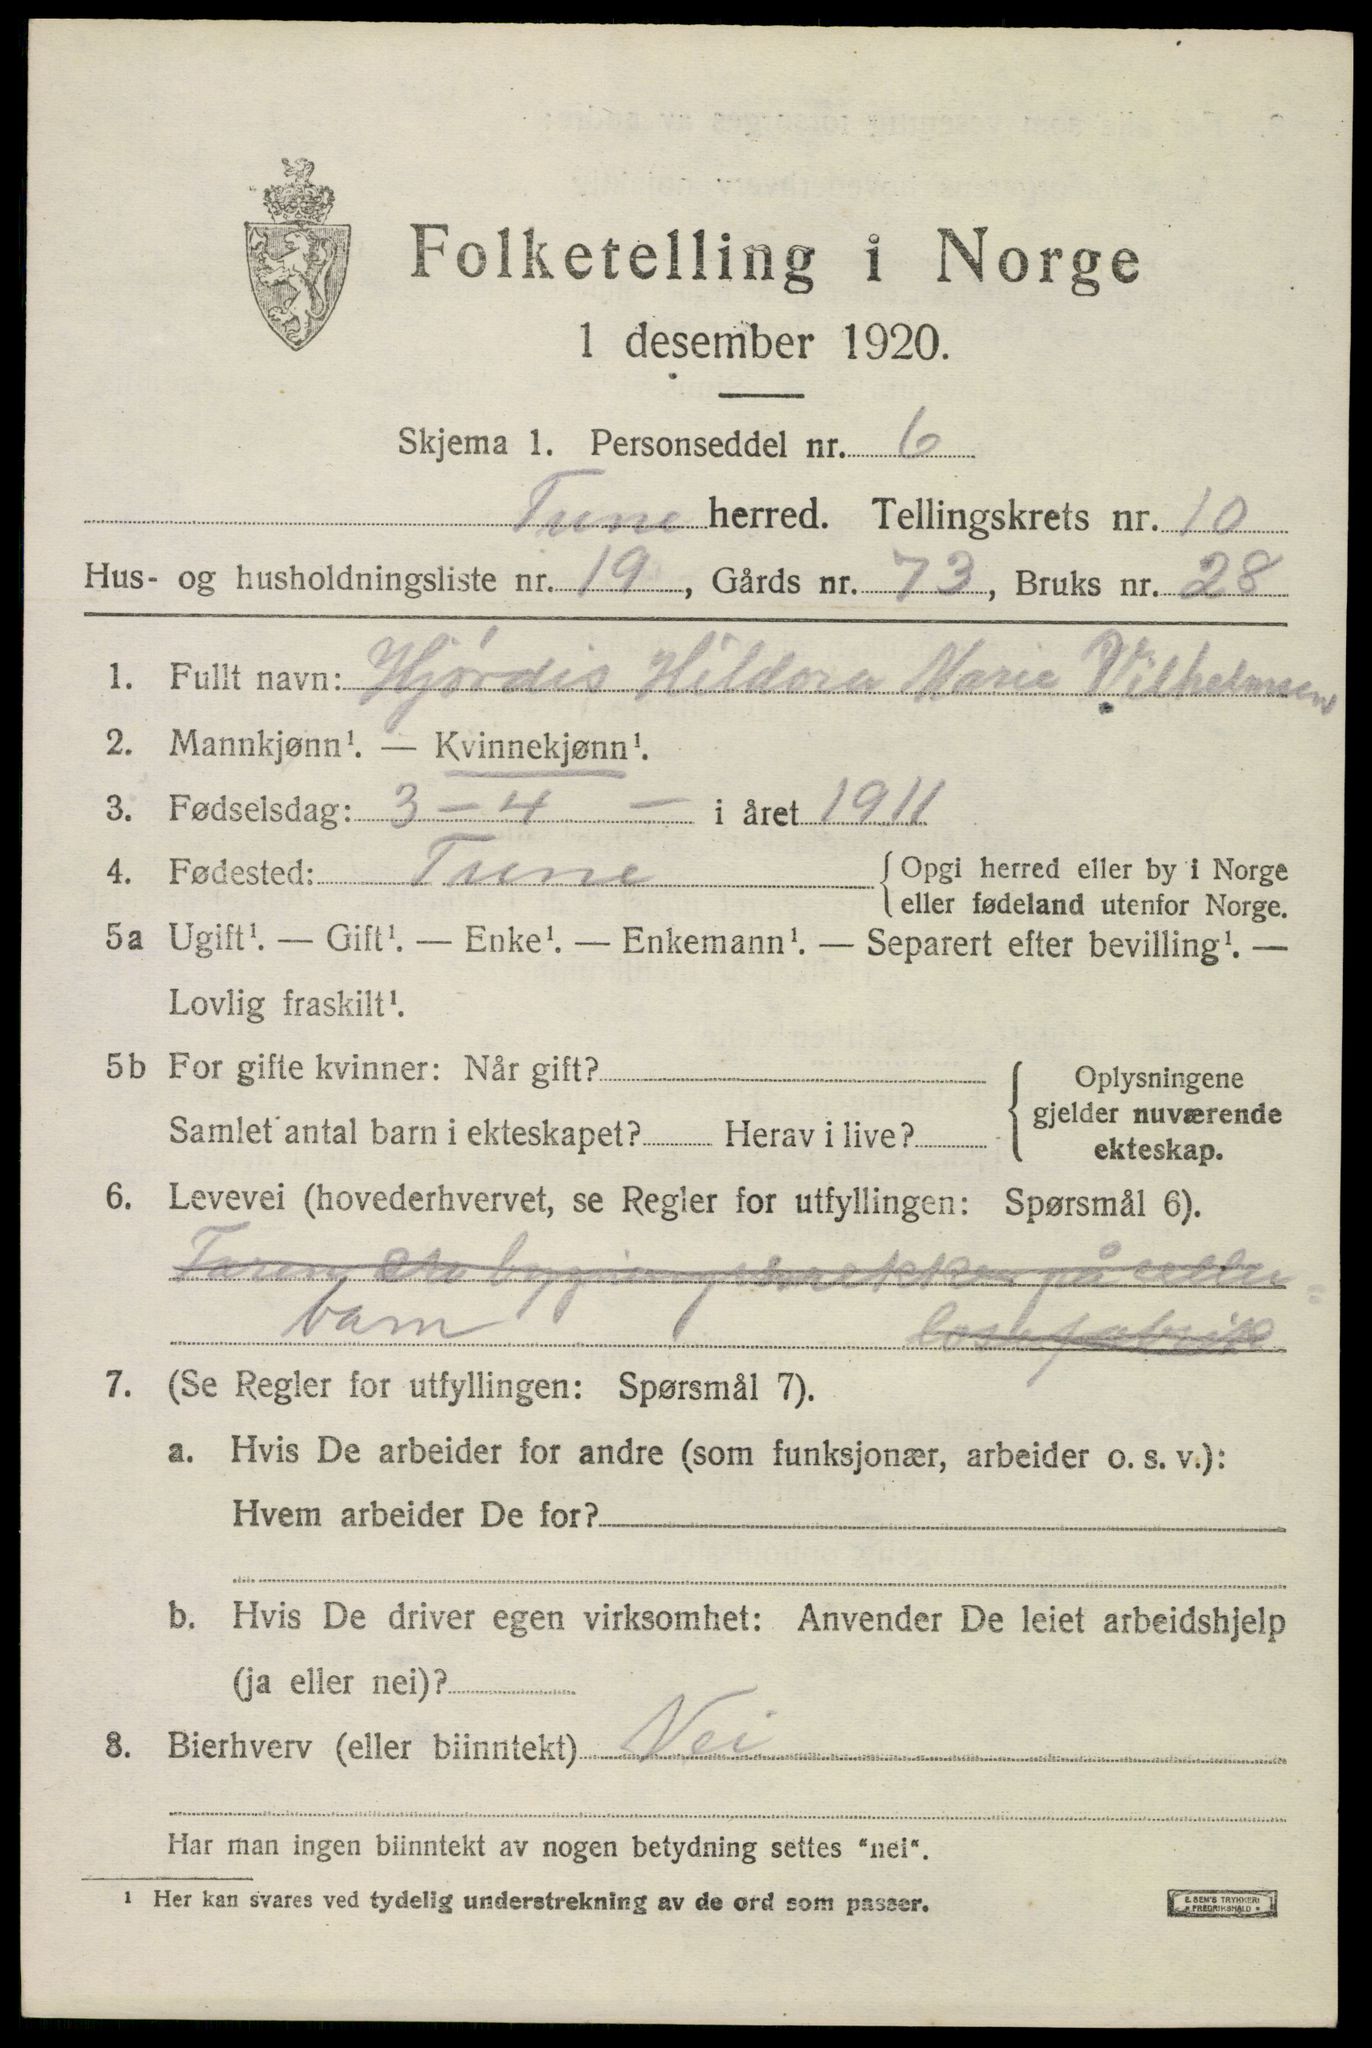 Folketelling i Norge
1 desember 1920.
Skjema 1. Personseddel nr. 6
Tune herred. Tellingskrets nr. 10
Hus- og husholdningsliste nr. 19, Gårds nr. 73, Bruks nr. 28
1. Fullt navn: Hjørdis Hildora Marie Vilhelmsen
2. Mannkjønn¹. — Kvinnekjønn¹.
3. Fødselsdag: 3 – 4 – i året 1911
4. Fødested: Tune { Opgi herred eller by i Norge
eller fødeland utenfor Norge.
5a Ugift¹. — Gift¹. — Enke¹. — Enkemann¹. — Separert efter bevilling¹. —
Lovlig fraskilt¹.
5b For gifte kvinner: Når gift?
Samlet antal barn i ekteskapet? Herav i live?
Oplysningene
gjelder nuværende
ekteskap.
6. Levevei (hovederhvervet, se Regler for utfyllingen: Spørsmål 6).
på cellu=
barn losefabrik
7. (Se Regler for utfyllingen: Spørsmål 7).
a. Hvis De arbeider for andre (som funksjonær, arbeider o. s. v.):
Hvem arbeider De for?
b. Hvis De driver egen virksomhet: Anvender De leiet arbeidshjelp
(ja eller nei)?
8. Bierhverv (eller biinntekt) Nei
Har man ingen biinntekt av nogen betydning settes "nei".
¹ Her kan svares ved tydelig understrekning av de ord som passer.
E. SEM'S TRYKKERI
* FREDRIKSHALD *